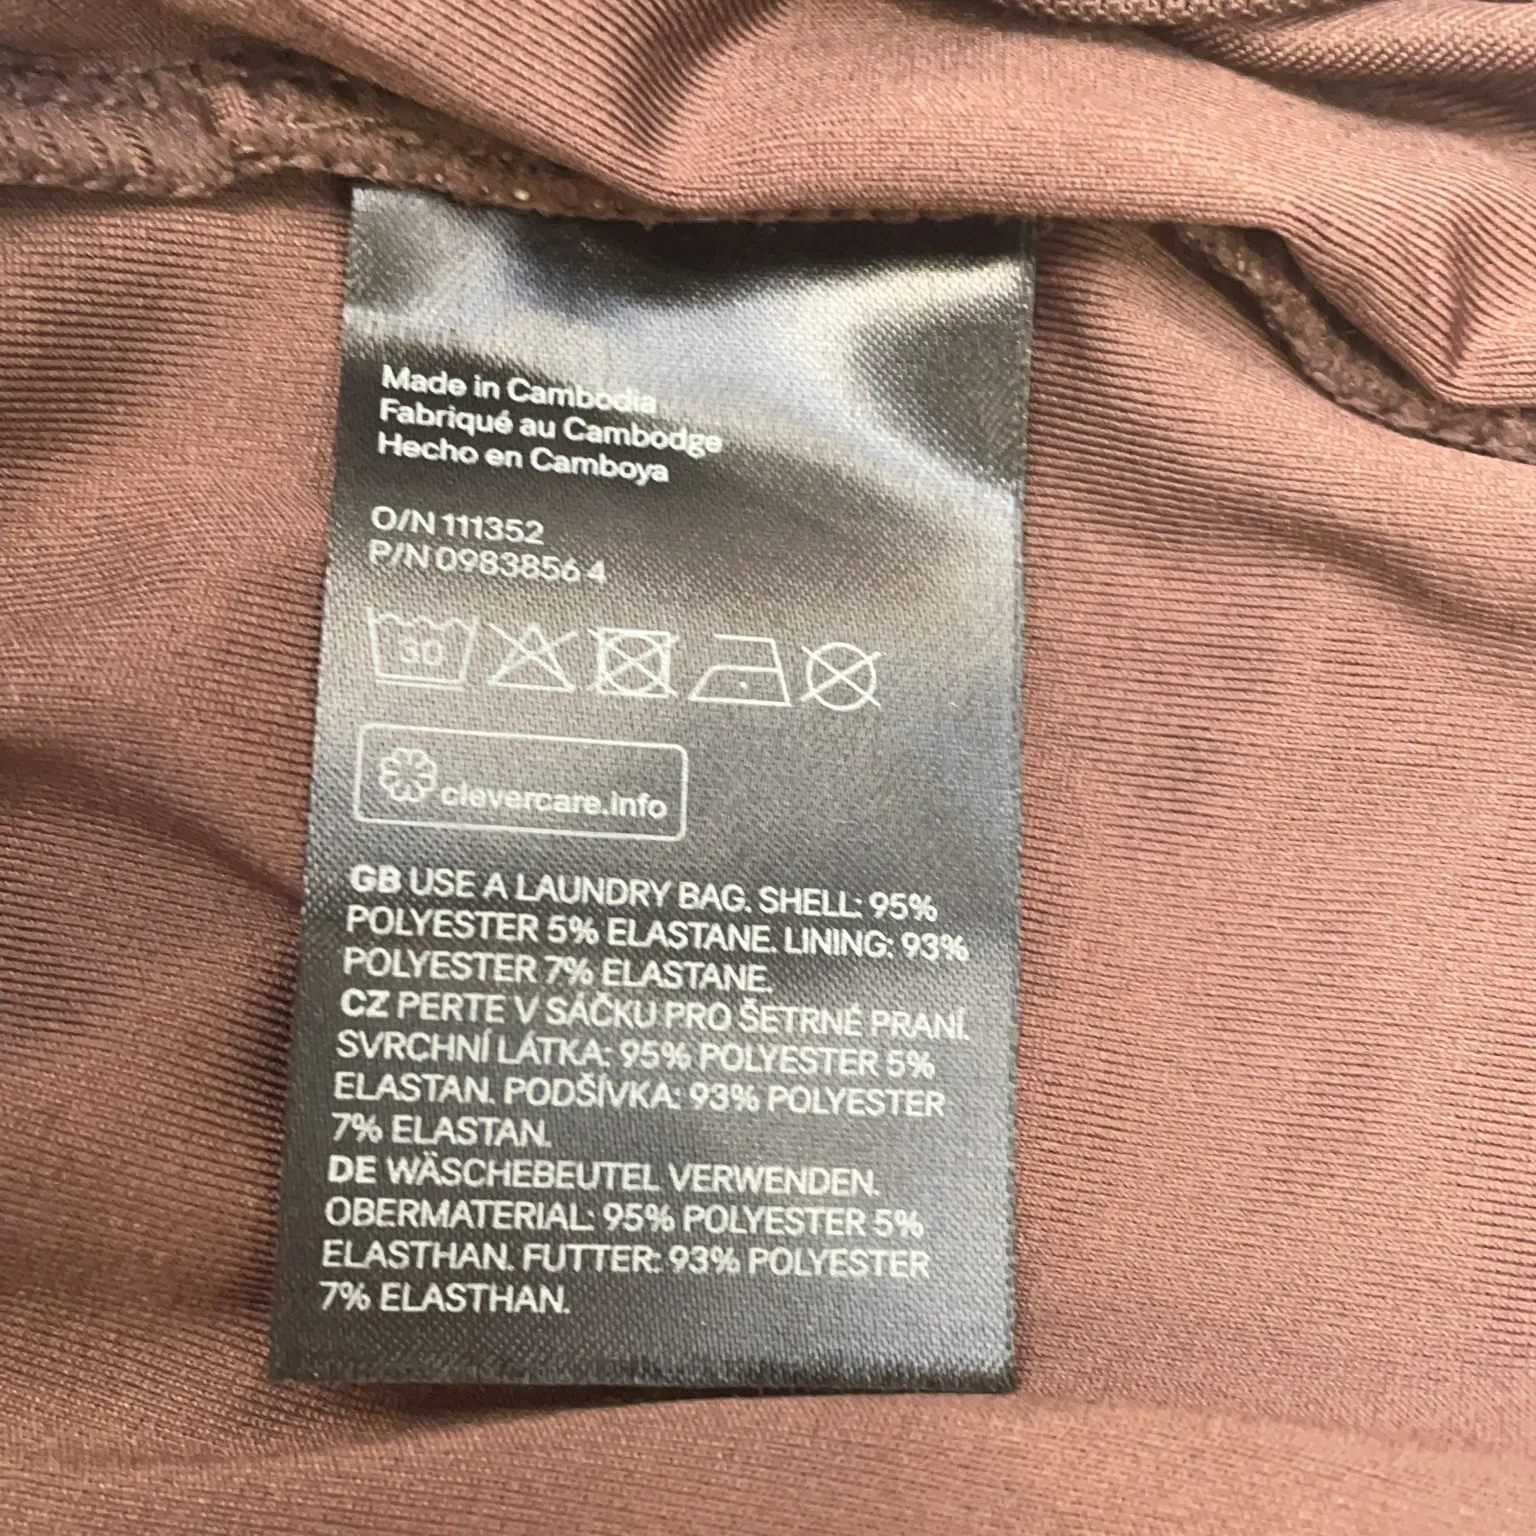 Made in Cambodia
Fabriqué au Cambodge
Hecho en Camboya
O/N 111352
P/N 0983856 4
30
clevercare.info
GB USE A LAUNDRY BAG. SHELL: 95%
POLYESTER 5% ELASTANE. LINING: 93%
POLYESTER 7% ELASTANE.
CZ PERTE V SÁČKU PRO ŠETRNÉ PRANÍ.
SVRCHNÍ LÁTKA: 95% POLYESTER 5%
ELASTAN. PODŠÍVKA: 93% POLYESTER
7% ELASTAN.
DE WÄSCHEBEUTEL VERWENDEN.
OBERMATERIAL: 95% POLYESTER 5%
ELASTHAN. FUTTER: 93% POLYESTER
7% ELASTHAN.